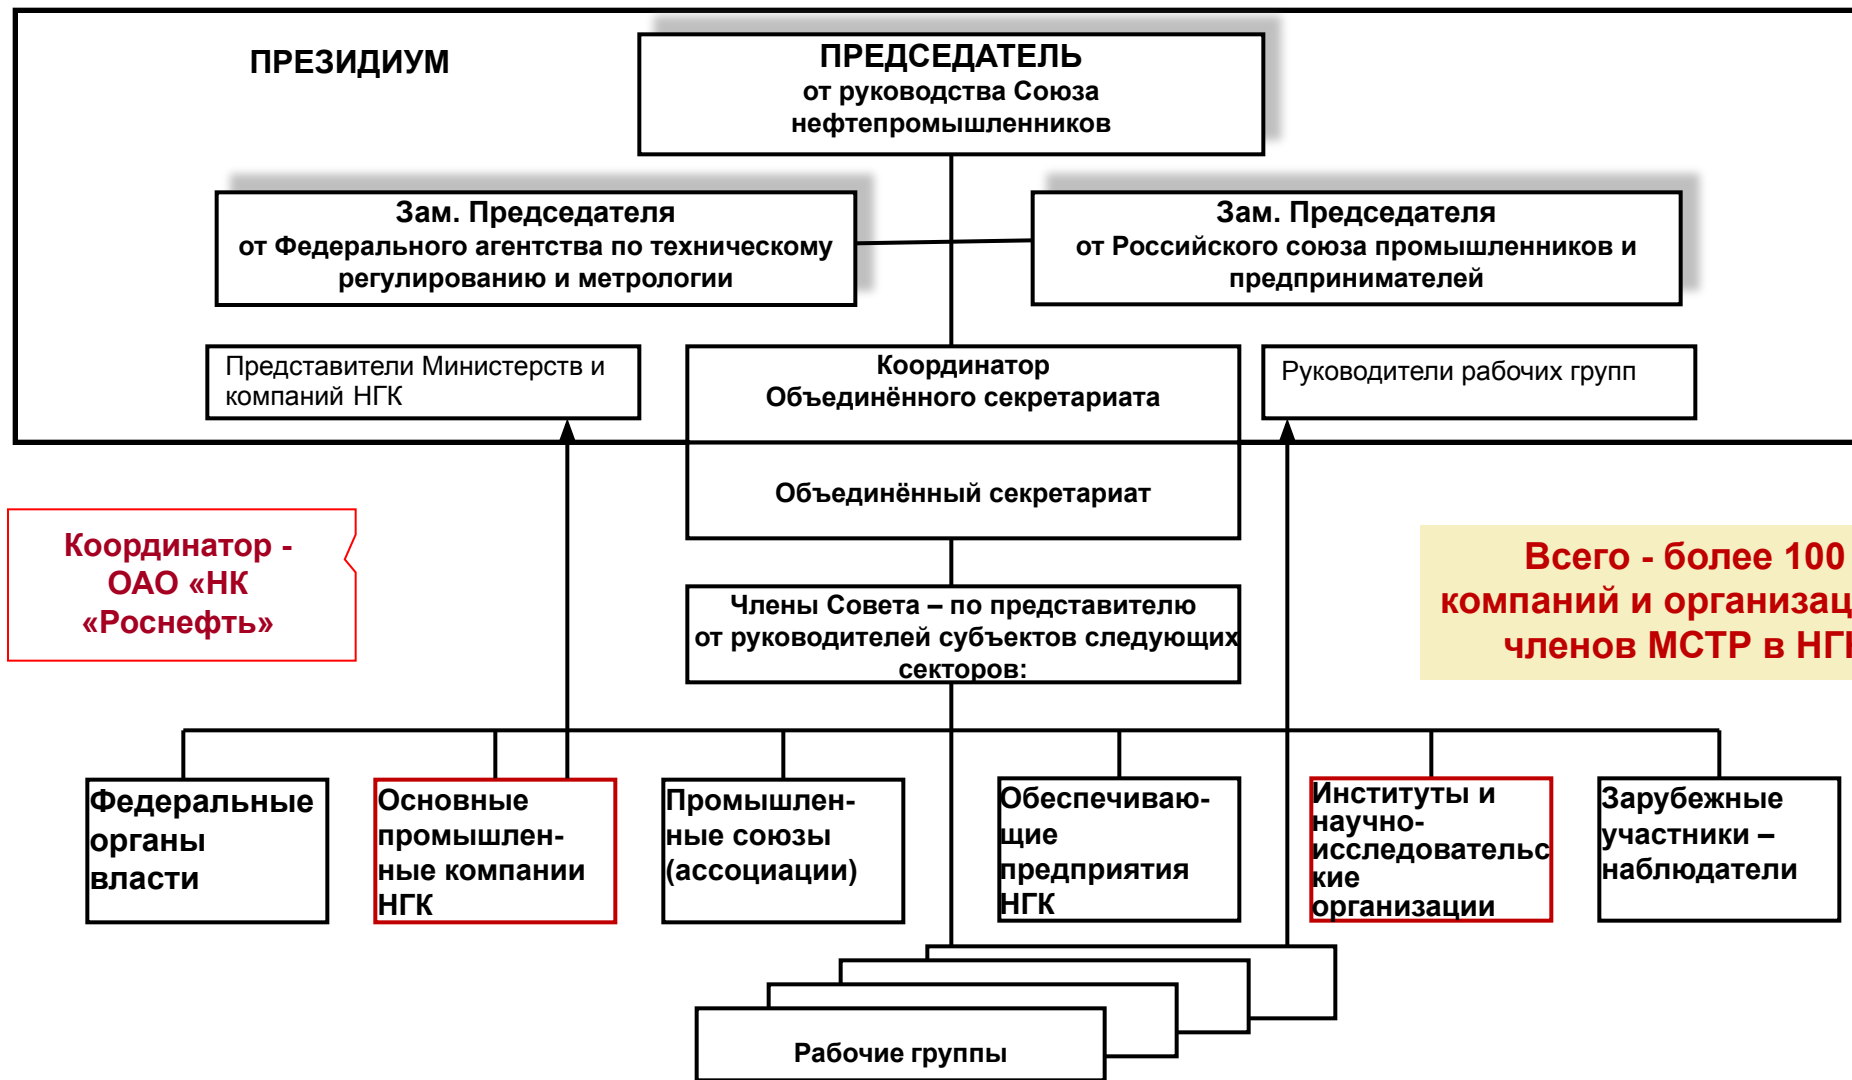 ПРЕЗИДИУМ
ПРЕДСЕДАТЕЛЬ
от руководства Союза
нефтепромышленников
Зам. Председателя
от Федерального агентства по техническому
регулированию и метрологии
Зам. Председателя
от Российского союза промышленников и
предпринимателей
Представители Министерств и
компаний НГК
Координатор
Объединённого секретариата
Руководители рабочих групп
Объединённый секретариат
Координатор -
ОАО «НК
«Роснефть»
Всего - более 100
компаний и организац
членов МСТР в НГ
Члены Совета – по представителю
от руководителей субъектов следующих
секторов:
Федеральные
органы
власти
Основные
промышлен-
ные компании
НГК
Промышлен-
ные союзы
(ассоциации)
Обеспечиваю-
щие
предприятия
НГК
Институты и
научно-
исследовательс
кие
организации
Зарубежные
участники –
наблюдатели
Рабочие группы